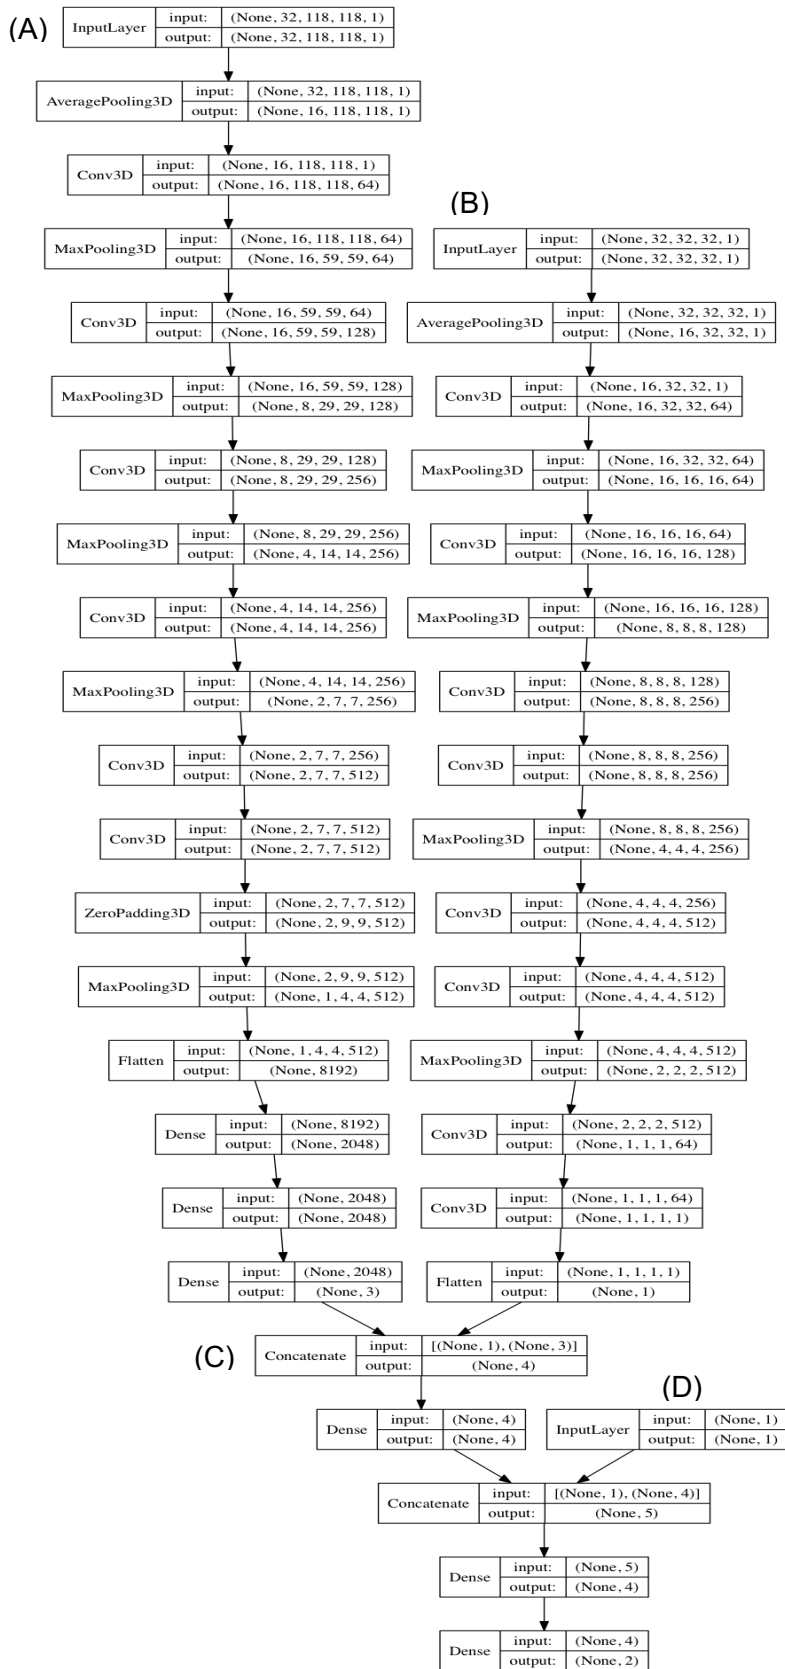 (A)
InputLayer
input: (None, 32, 118, 118, 1)
output: (None, 32, 118, 118, 1)
AveragePooling3D
input: (None, 32, 118, 118, 1)
output: (None, 16, 118, 118, 1)
Conv3D
input: (None, 16, 118, 118, 1)
output: (None, 16, 118, 118, 64)
MaxPooling3D
input: (None, 16, 118, 118, 64)
output: (None, 16, 59, 59, 64)
Conv3D
input: (None, 16, 59, 59, 64)
output: (None, 16, 59, 59, 128)
MaxPooling3D
input: (None, 16, 59, 59, 128)
output: (None, 8, 29, 29, 128)
Conv3D
input: (None, 8, 29, 29, 128)
output: (None, 8, 29, 29, 256)
MaxPooling3D
input: (None, 8, 29, 29, 256)
output: (None, 4, 14, 14, 256)
Conv3D
input: (None, 4, 14, 14, 256)
output: (None, 4, 14, 14, 256)
MaxPooling3D
input: (None, 4, 14, 14, 256)
output: (None, 2, 7, 7, 256)
Conv3D
input: (None, 2, 7, 7, 256)
output: (None, 2, 7, 7, 512)
Conv3D
input: (None, 2, 7, 7, 512)
output: (None, 2, 7, 7, 512)
ZeroPadding3D
input: (None, 2, 7, 7, 512)
output: (None, 2, 9, 9, 512)
MaxPooling3D
input: (None, 2, 9, 9, 512)
output: (None, 1, 4, 4, 512)
Flatten
input: (None, 1, 4, 4, 512)
output: (None, 8192)
Dense
input: (None, 8192)
output: (None, 2048)
Dense
input: (None, 2048)
output: (None, 2048)
Dense
input: (None, 2048)
output: (None, 3)
(B)
InputLayer
input: (None, 32, 32, 32, 1)
output: (None, 32, 32, 32, 1)
AveragePooling3D
input: (None, 32, 32, 32, 1)
output: (None, 16, 32, 32, 1)
Conv3D
input: (None, 16, 32, 32, 1)
output: (None, 16, 32, 32, 64)
MaxPooling3D
input: (None, 16, 32, 32, 64)
output: (None, 16, 16, 16, 64)
Conv3D
input: (None, 16, 16, 16, 64)
output: (None, 16, 16, 16, 128)
MaxPooling3D
input: (None, 16, 16, 16, 128)
output: (None, 8, 8, 8, 128)
Conv3D
input: (None, 8, 8, 8, 128)
output: (None, 8, 8, 8, 256)
Conv3D
input: (None, 8, 8, 8, 256)
output: (None, 8, 8, 8, 256)
MaxPooling3D
input: (None, 8, 8, 8, 256)
output: (None, 4, 4, 4, 256)
Conv3D
input: (None, 4, 4, 4, 256)
output: (None, 4, 4, 4, 512)
Conv3D
input: (None, 4, 4, 4, 512)
output: (None, 4, 4, 4, 512)
MaxPooling3D
input: (None, 4, 4, 4, 512)
output: (None, 2, 2, 2, 512)
Conv3D
input: (None, 2, 2, 2, 512)
output: (None, 1, 1, 1, 64)
Conv3D
input: (None, 1, 1, 1, 64)
output: (None, 1, 1, 1, 1)
Flatten
input: (None, 1, 1, 1, 1)
output: (None, 1)
(C)
Concatenate
input: [(None, 1), (None, 3)]
output: (None, 4)
Dense
input: (None, 4)
output: (None, 4)
(D)
InputLayer
input: (None, 1)
output: (None, 1)
Concatenate
input: [(None, 1), (None, 4)]
output: (None, 5)
Dense
input: (None, 5)
output: (None, 4)
Dense
input: (None, 4)
output: (None, 2)